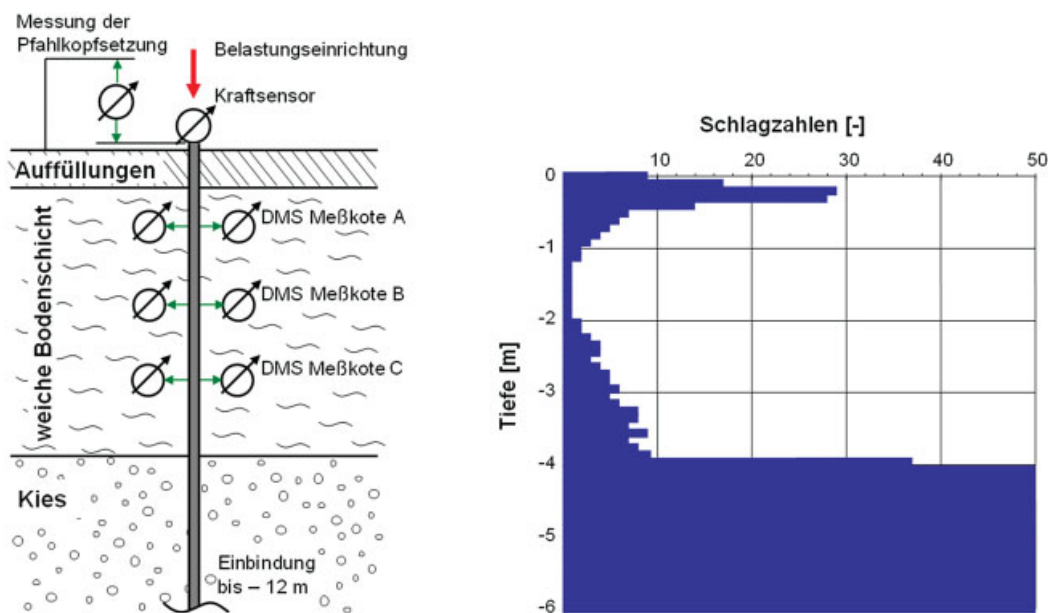 Messung der
Pfahlkopfsetzung
Belastungseinrichtung
Kraftsensor
Auffüllungen
weiche Bodenschicht
DMS Meßkote A
DMS Meßkote B
DMS Meßkote C
Kies
Einbindung
bis – 12 m
Schlagzahlen [-]
10 20 30 40 50
Tiefe [m]
0
-1
-2
-3
-4
-5
-6